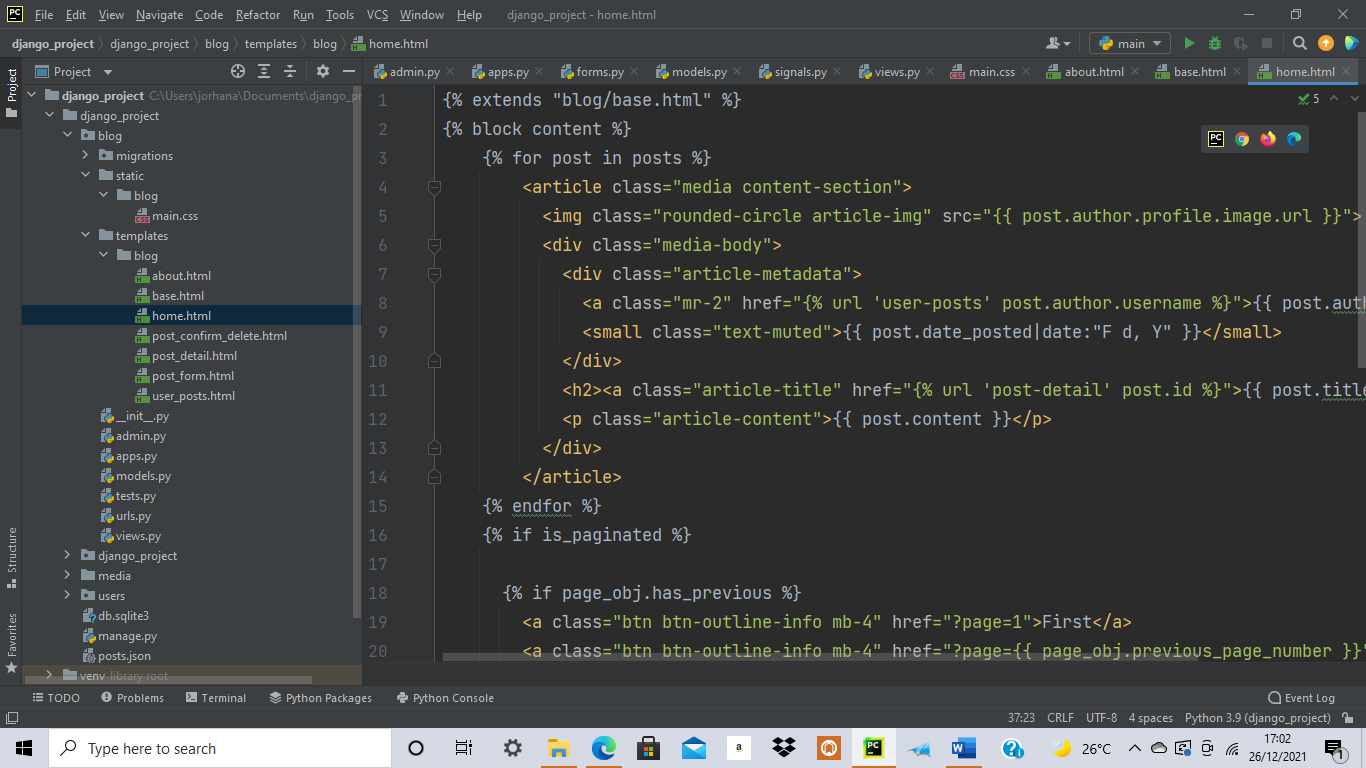 File Edit View Navigate Code Refactor Run Tools VCS Window Help django_project - home.html
django_project django_project blog templates blog home.html main
Project admin.py apps.py forms.py models.py signals.py views.py main.css about.html base.html home.html
Project
Structure
Favorites
django_project C:\Users\jorhana\Documents\django_pr
django_project
blog
migrations
static
blog
main.css
templates
blog
about.html
base.html
home.html
post_confirm_delete.html
post_detail.html
post_form.html
user_posts.html
__init__.py
admin.py
apps.py
models.py
tests.py
urls.py
views.py
django_project
media
users
db.sqlite3
manage.py
posts.json
venv library root
5
1 {% extends "blog/base.html" %}
2 {% block content %}
3 {% for post in posts %}
4 <article class="media content-section">
5 <img class="rounded-circle article-img" src="{{ post.author.profile.image.url }}">
6 <div class="media-body">
7 <div class="article-metadata">
8 <a class="mr-2" href="{% url 'user-posts' post.author.username %}">{{ post.auth
9 <small class="text-muted">{{ post.date_posted|date:"F d, Y" }}</small>
10 </div>
11 <h2><a class="article-title" href="{% url 'post-detail' post.id %}">{{ post.title
12 <p class="article-content">{{ post.content }}</p>
13 </div>
14 </article>
15 {% endfor %}
16 {% if is_paginated %}
17
18 {% if page_obj.has_previous %}
19 <a class="btn btn-outline-info mb-4" href="?page=1">First</a>
20 <a class="btn btn-outline-info mb-4" href="?page={{ page_obj.previous_page_number }}"
TODO Problems Terminal Python Packages Python Console Event Log
37:23 CRLF UTF-8 4 spaces Python 3.9 (django_project)
Type here to search 26°C 17:02
26/12/2021 1